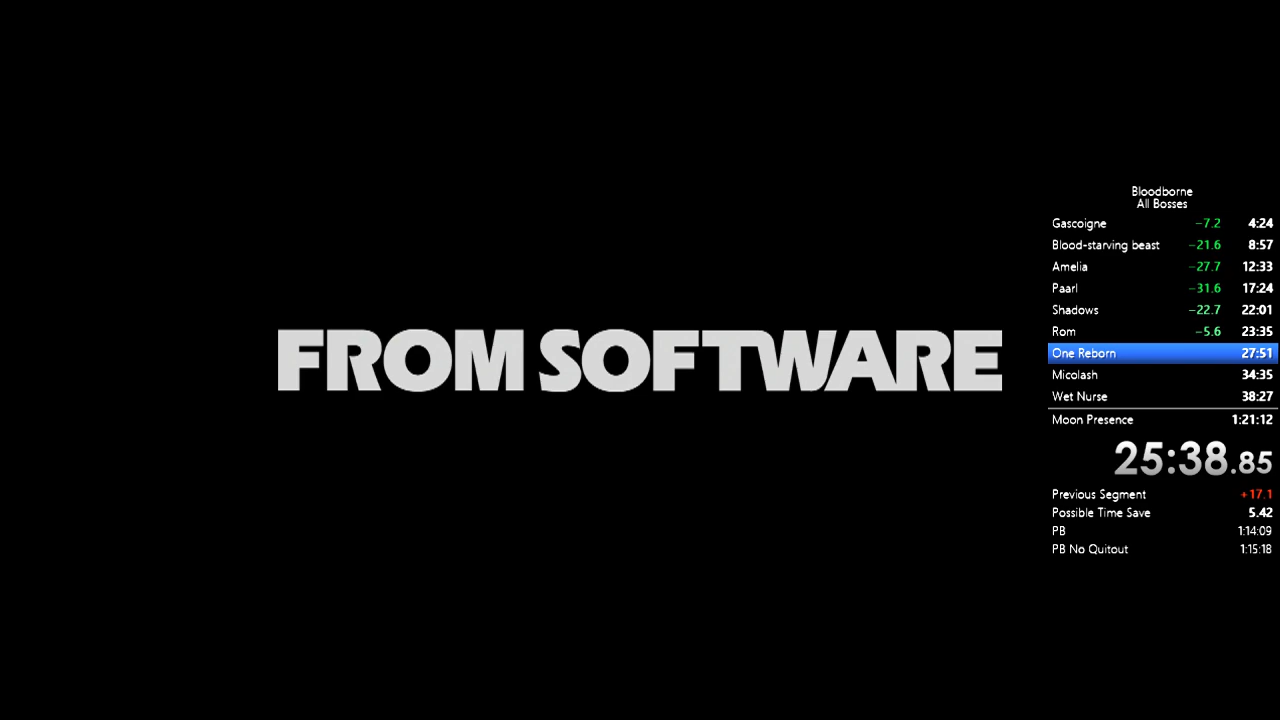 FROMSOFTWARE
Bloodborne
All Bosses
Gascoigne -7.2 4:24
Blood-starving beast -21.6 8:57
Amelia -27.7 12:33
Paarl -31.6 17:24
Shadows -22.7 22:01
Rom -5.6 23:35
One Reborn 27:51
Micolash 34:35
Wet Nurse 38:27
Moon Presence 1:21:12
25:38.85
Previous Segment +17.1
Possible Time Save 5.42
PB 1:14:09
PB No Quitout 1:15:18